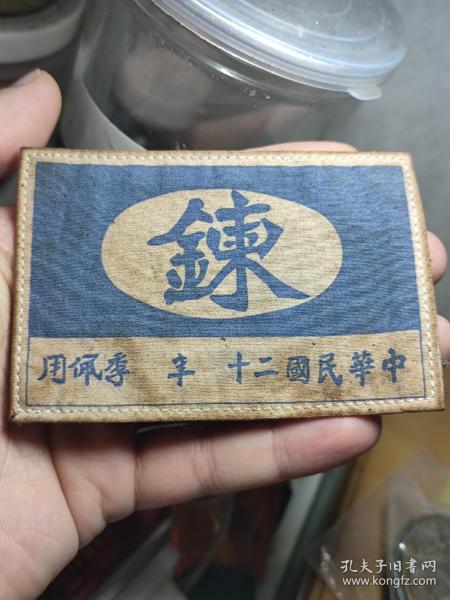 鍊
中華民國二十 年 季佩用
孔夫子旧书网
www.kongfz.com